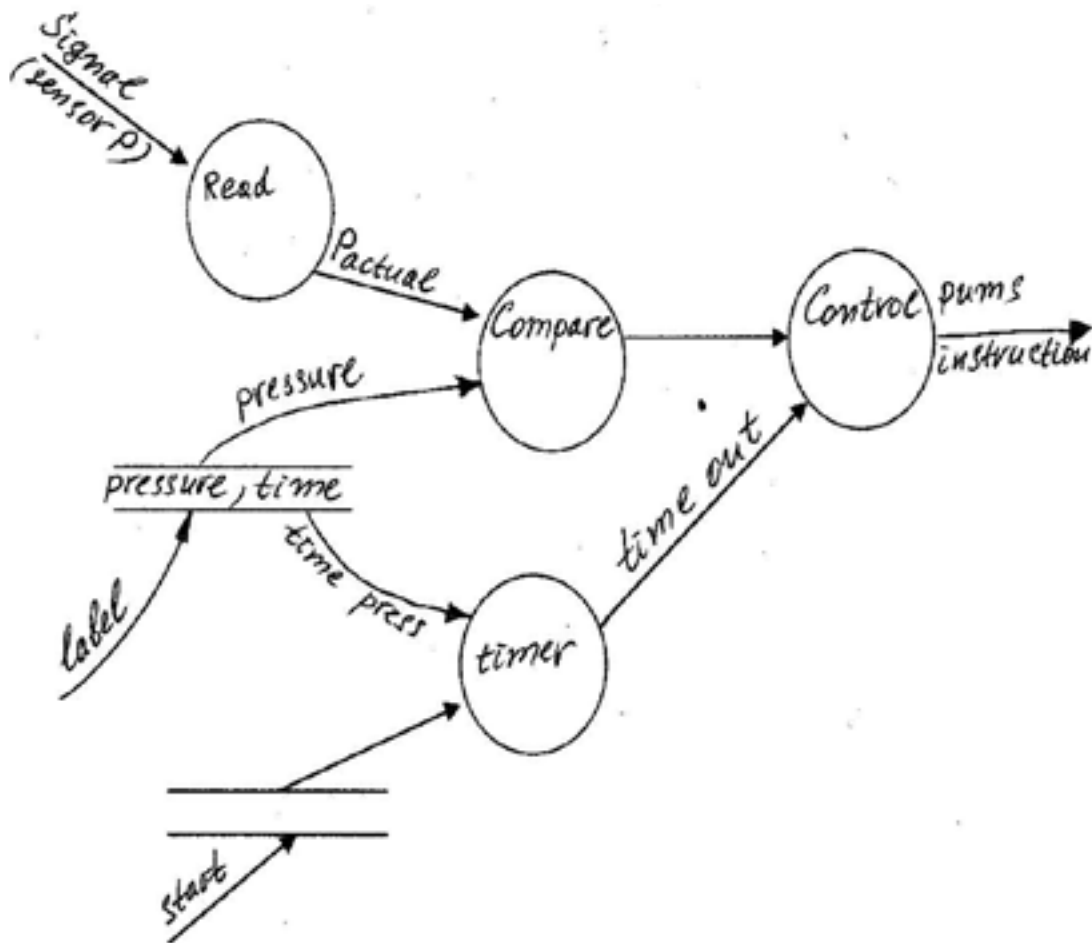 Signal
(sensor P)
Read
Pactual
Compare
Control
pums
instruction
pressure
pressure, time
label
time press
time out
timer
start